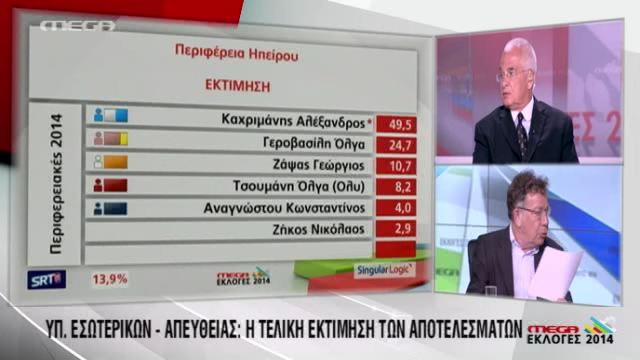 MEGA
Περιφέρεια Ηπείρου
ΕΚΤΙΜΗΣΗ
Περιφερειακές 2014
Καχριμάνης Αλέξανδρος* 49,5
Γεροβασίλη Όλγα 24,7
Ζάψας Γεώργιος 10,7
Τσουμάνη Όλγα (Ολυ) 8,2
Αναγνώστου Κωνσταντίνος 4,0
Ζήκος Νικόλαος 2,9
SRT 13,9% MEGA ΕΚΛΟΓΕΣ 2014 SingularLogic
ΥΠ. ΕΣΩΤΕΡΙΚΩΝ - ΑΠΕΥΘΕΙΑΣ: Η ΤΕΛΙΚΗ ΕΚΤΙΜΗΣΗ ΤΩΝ ΑΠΟΤΕΛΕΣΜΑΤΩΝ
MEGA
ΕΚΛΟΓΕΣ 2014